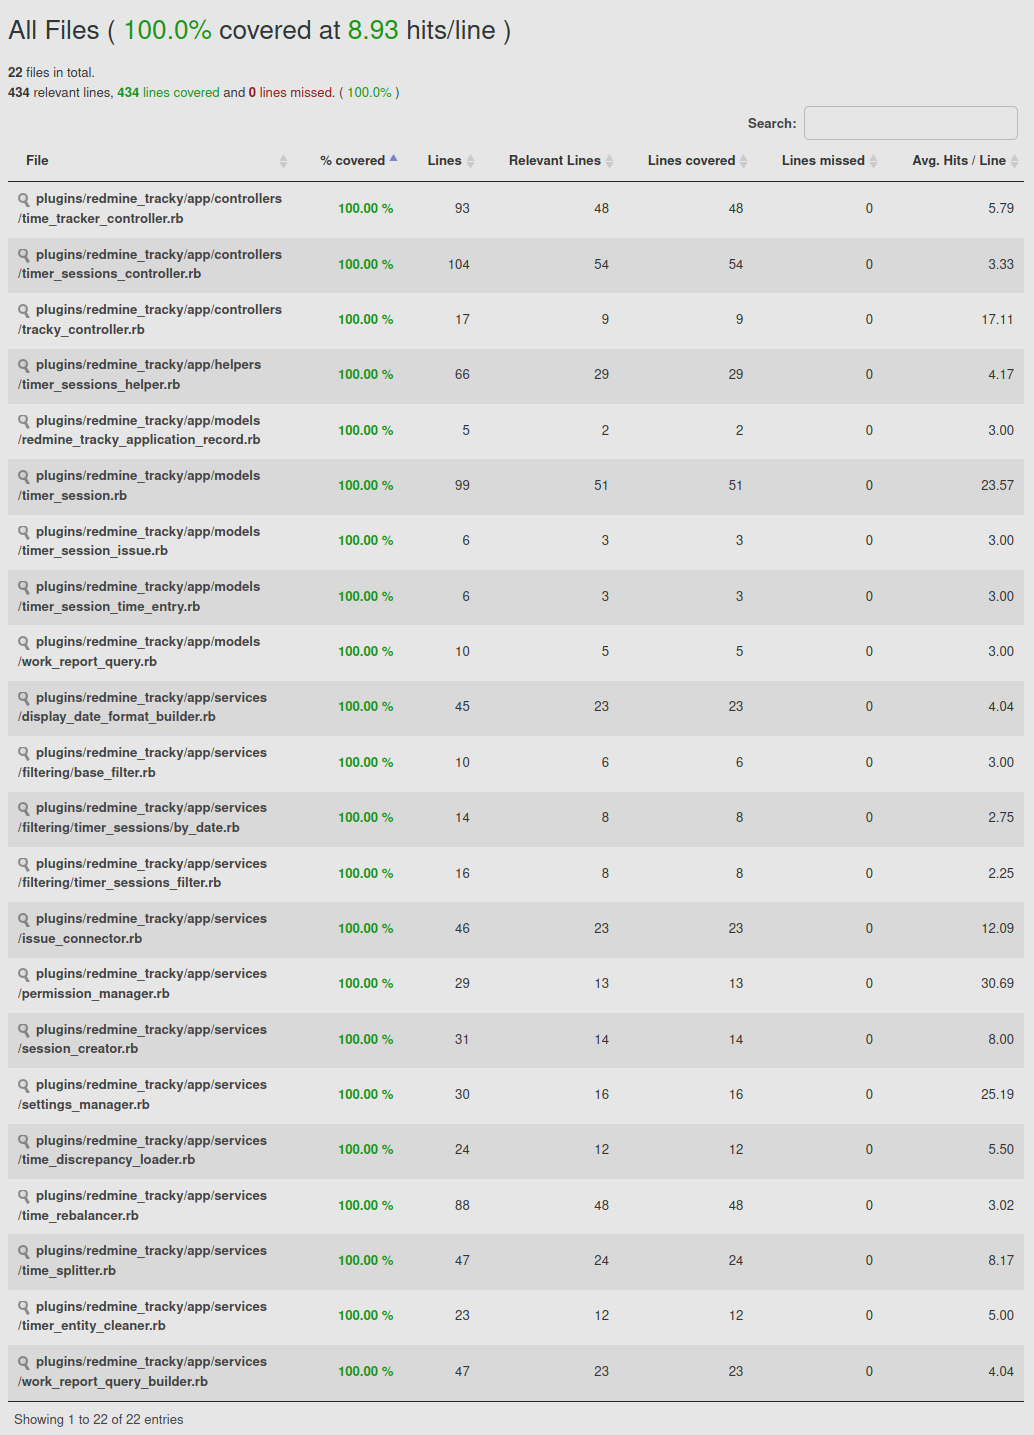 All Files ( 100.0% covered at 8.93 hits/line )
22 files in total.
434 relevant lines, 434 lines covered and 0 lines missed. ( 100.0% )
Search:
File % covered Lines Relevant Lines Lines covered Lines missed Avg. Hits / Line
plugins/redmine_tracky/app/controllers
/time_tracker_controller.rb 100.00 % 93 48 48 0 5.79
plugins/redmine_tracky/app/controllers
/timer_sessions_controller.rb 100.00 % 104 54 54 0 3.33
plugins/redmine_tracky/app/controllers
/tracky_controller.rb 100.00 % 17 9 9 0 17.11
plugins/redmine_tracky/app/helpers
/timer_sessions_helper.rb 100.00 % 66 29 29 0 4.17
plugins/redmine_tracky/app/models
/redmine_tracky_application_record.rb 100.00 % 5 2 2 0 3.00
plugins/redmine_tracky/app/models
/timer_session.rb 100.00 % 99 51 51 0 23.57
plugins/redmine_tracky/app/models
/timer_session_issue.rb 100.00 % 6 3 3 0 3.00
plugins/redmine_tracky/app/models
/timer_session_time_entry.rb 100.00 % 6 3 3 0 3.00
plugins/redmine_tracky/app/models
/work_report_query.rb 100.00 % 10 5 5 0 3.00
plugins/redmine_tracky/app/services
/display_date_format_builder.rb 100.00 % 45 23 23 0 4.04
plugins/redmine_tracky/app/services
/filtering/base_filter.rb 100.00 % 10 6 6 0 3.00
plugins/redmine_tracky/app/services
/filtering/timer_sessions/by_date.rb 100.00 % 14 8 8 0 2.75
plugins/redmine_tracky/app/services
/filtering/timer_sessions_filter.rb 100.00 % 16 8 8 0 2.25
plugins/redmine_tracky/app/services
/issue_connector.rb 100.00 % 46 23 23 0 12.09
plugins/redmine_tracky/app/services
/permission_manager.rb 100.00 % 29 13 13 0 30.69
plugins/redmine_tracky/app/services
/session_creator.rb 100.00 % 31 14 14 0 8.00
plugins/redmine_tracky/app/services
/settings_manager.rb 100.00 % 30 16 16 0 25.19
plugins/redmine_tracky/app/services
/time_discrepancy_loader.rb 100.00 % 24 12 12 0 5.50
plugins/redmine_tracky/app/services
/time_rebalancer.rb 100.00 % 88 48 48 0 3.02
plugins/redmine_tracky/app/services
/time_splitter.rb 100.00 % 47 24 24 0 8.17
plugins/redmine_tracky/app/services
/timer_entity_cleaner.rb 100.00 % 23 12 12 0 5.00
plugins/redmine_tracky/app/services
/work_report_query_builder.rb 100.00 % 47 23 23 0 4.04
Showing 1 to 22 of 22 entries